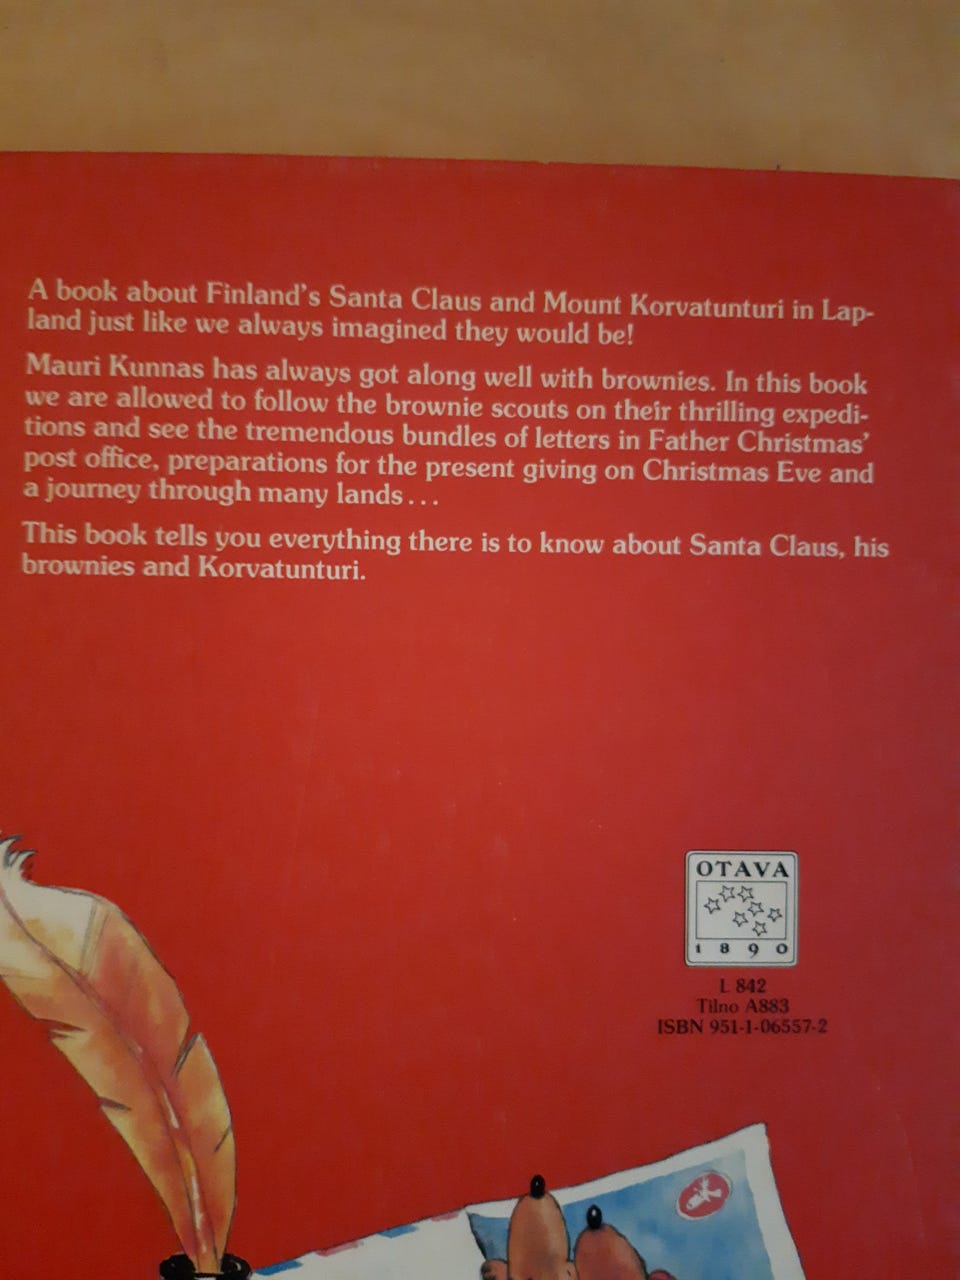 A book about Finland's Santa Claus and Mount Korvatunturi in Lap-
land just like we always imagined they would be!
Mauri Kunnas has always got along well with brownies. In this book
we are allowed to follow the brownie scouts on their thrilling expedi-
tions and see the tremendous bundles of letters in Father Christmas'
post office, preparations for the present giving on Christmas Eve and
a journey through many lands...
This book tells you everything there is to know about Santa Claus, his
brownies and Korvatunturi.
OTAVA
1890
L 842
Tilno A883
ISBN 951-1-06557-2